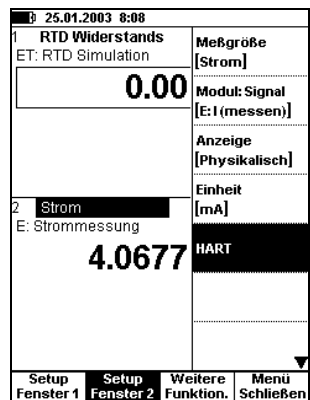 25.01.2003 8:08
1 RTD Widerstands
ET: RTD Simulation
0.00
2 Strom
E: Strommessung
4.0677
Meßgröße
[Strom]
Modul: Signal
[E: I (messen)]
Anzeige
[Physikalisch]
Einheit
[mA]
HART
Setup Fenster 1
Setup Fenster 2
Weitere Funktion.
Menü Schließen